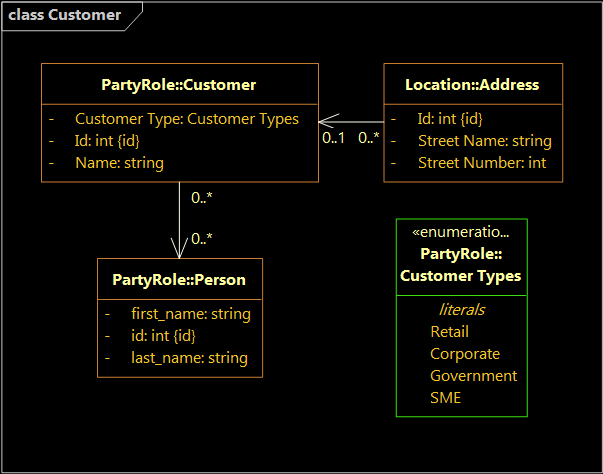 class Customer
PartyRole::Customer
- Customer Type: Customer Types
- Id: int {id}
- Name: string
Location::Address
- Id: int {id}
- Street Name: string
- Street Number: int
0..1 0..*
0..*
0..*
PartyRole::Person
- first_name: string
- id: int {id}
- last_name: string
«enumeratio...
PartyRole::
Customer Types
literals
Retail
Corporate
Government
SME